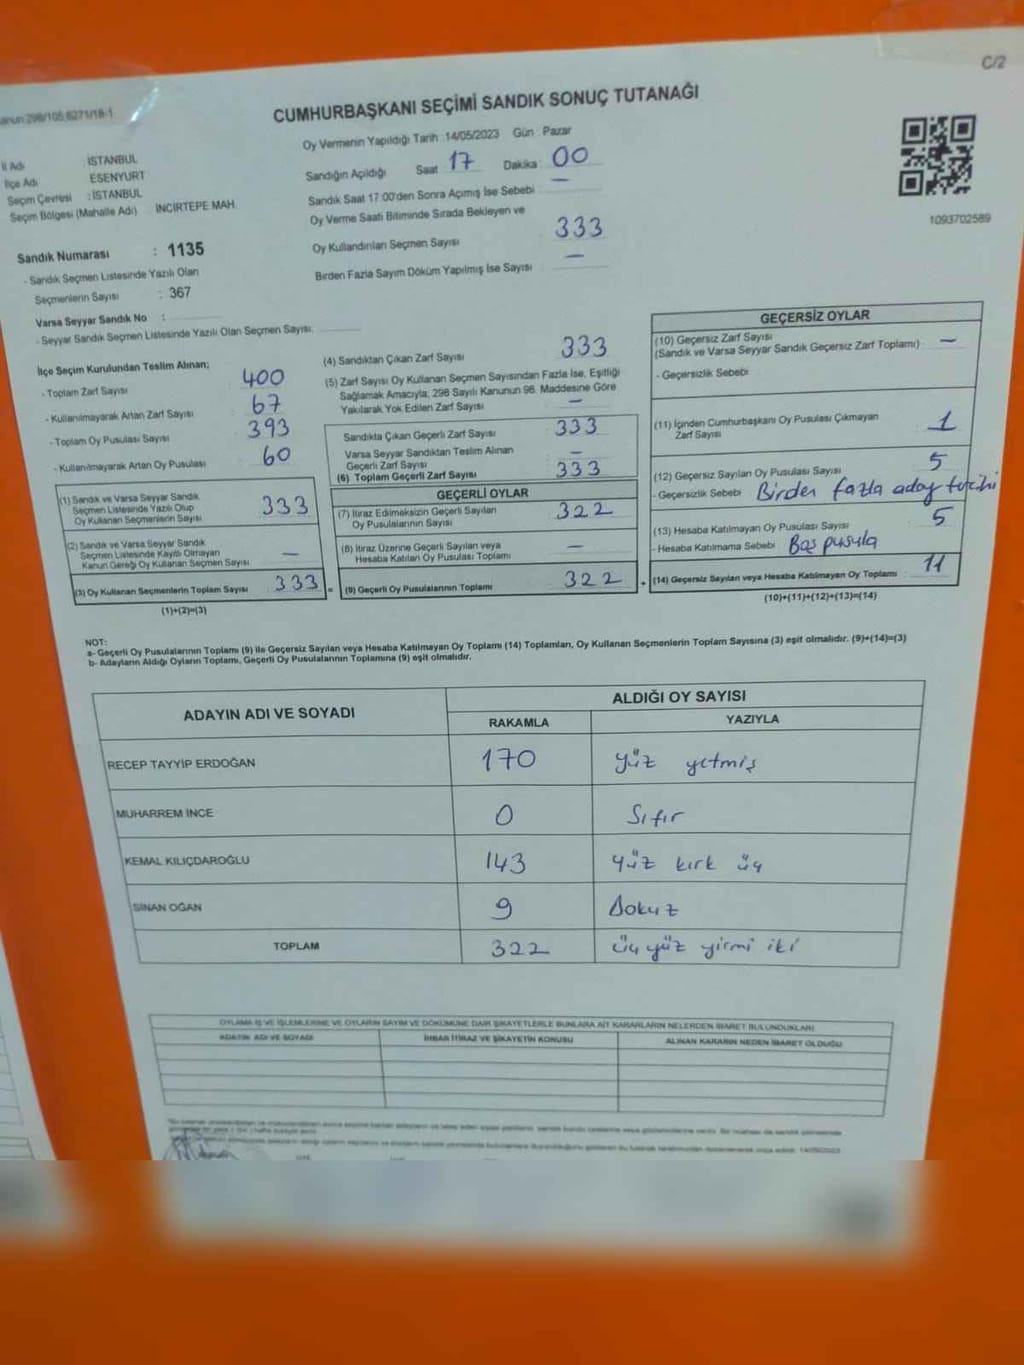 C/2
anun:298/105,6271/18-1
CUMHURBAŞKANI SEÇİMİ SANDIK SONUÇ TUTANAĞI
İl Adı : İSTANBUL
İlçe Adı : ESENYURT
Seçim Çevresi : İSTANBUL
Seçim Bölgesi (Mahalle Adı) : İNCİRTEPE MAH.
Sandık Numarası : 1135
- Sandık Seçmen Listesinde Yazılı Olan
Seçmenlerin Sayısı : 367
Varsa Seyyar Sandık No :
- Seyyar Sandık Seçmen Listesinde Yazılı Olan Seçmen Sayısı:
Oy Vermenin Yapıldığı Tarih :14/05/2023 Gün : Pazar
Sandığın Açıldığı Saat 17 Dakika : 00
Sandık Saat 17:00'den Sonra Açımış İse Sebebi —
Oy Verme Saati Bitiminde Sırada Bekleyen ve
Oy Kullandırılan Seçmen Sayısı 333
Birden Fazla Sayım Döküm Yapılmış İse Sayısı —
1093702589
İlçe Seçim Kurulundan Teslim Alınan;
- Toplam Zarf Sayısı 400
- Kullanılmayarak Artan Zarf Sayısı 67
- Toplam Oy Pusulası Sayısı 393
- Kullanılmayarak Artan Oy Pusulası 60
(1) Sandık ve Varsa Seyyar Sandık
Seçmen Listesinde Yazılı Olup
Oy Kullanan Seçmenlerin Sayısı 333
(2) Sandık ve Varsa Seyyar Sandık
Seçmen Listesinde Kayıtlı Olmayan
Kanun Gereği Oy Kullanan Seçmen Sayısı —
(3) Oy Kullanan Seçmenlerin Toplam Sayısı 333
(1)+(2)=(3)
(4) Sandıktan Çıkan Zarf Sayısı 333
(5) Zarf Sayısı Oy Kullanan Seçmen Sayısından Fazla İse, Eşitliği
Sağlamak Amacıyla, 298 Sayılı Kanunun 98. Maddesine Göre
Yakılarak Yok Edilen Zarf Sayısı —
Sandıkta Çıkan Geçerli Zarf Sayısı 333
Varsa Seyyar Sandıktan Teslim Alınan
Geçerli Zarf Sayısı —
(6) Toplam Geçerli Zarf Sayısı 333
GEÇERLİ OYLAR
(7) İtiraz Edilmeksizin Geçerli Sayılan
Oy Pusulalarının Sayısı 322
(8) İtiraz Üzerine Geçerli Sayılan veya
Hesaba Katılan Oy Pusulası Toplamı —
= (9) Geçerli Oy Pusulalarının Toplamı 322
GEÇERSİZ OYLAR
(10) Geçersiz Zarf Sayısı
(Sandık ve Varsa Seyyar Sandık Geçersiz Zarf Toplamı) —
- Geçersizlik Sebebi
(11) İçinden Cumhurbaşkanı Oy Pusulası Çıkmayan
Zarf Sayısı 1
(12) Geçersiz Sayılan Oy Pusulası Sayısı 5
- Geçersizlik Sebebi Birden fazla aday tercihi
(13) Hesaba Katılmayan Oy Pusulası Sayısı 5
- Hesaba Katılmama Sebebi Boş pusula
+ (14) Geçersiz Sayılan veya Hesaba Katılmayan Oy Toplamı 11
(10)+(11)+(12)+(13)=(14)
NOT:
a- Geçerli Oy Pusulalarının Toplamı (9) ile Geçersiz Sayılan veya Hesaba Katılmayan Oy Toplamı (14) Toplamları, Oy Kullanan Seçmenlerin Toplam Sayısına (3) eşit olmalıdır. (9)+(14)=(3)
b- Adayların Aldığı Oyların Toplamı, Geçerli Oy Pusulalarının Toplamına (9) eşit olmalıdır.
ADAYIN ADI VE SOYADI ALDIĞI OY SAYISI
RAKAMLA YAZIYLA
RECEP TAYYİP ERDOĞAN 170 yüz yetmiş
MUHARREM İNCE 0 Sıfır
KEMAL KILIÇDAROĞLU 143 yüz kırk üç
SİNAN OĞAN 9 Dokuz
TOPLAM 322 üç yüz yirmi iki
OYLAMA İŞ VE İŞLEMLERİNE VE OYLARIN SAYIM VE DÖKÜMÜNE DAİR ŞİKAYETLERLE BUNLARA AİT KARARLARIN NELERDEN İBARET BULUNDUKLARI
ADAYIN ADI VE SOYADI İHBAR İTİRAZ VE ŞİKAYETİN KONUSU ALINAN KARARIN NEDEN İBARET OLDUĞU